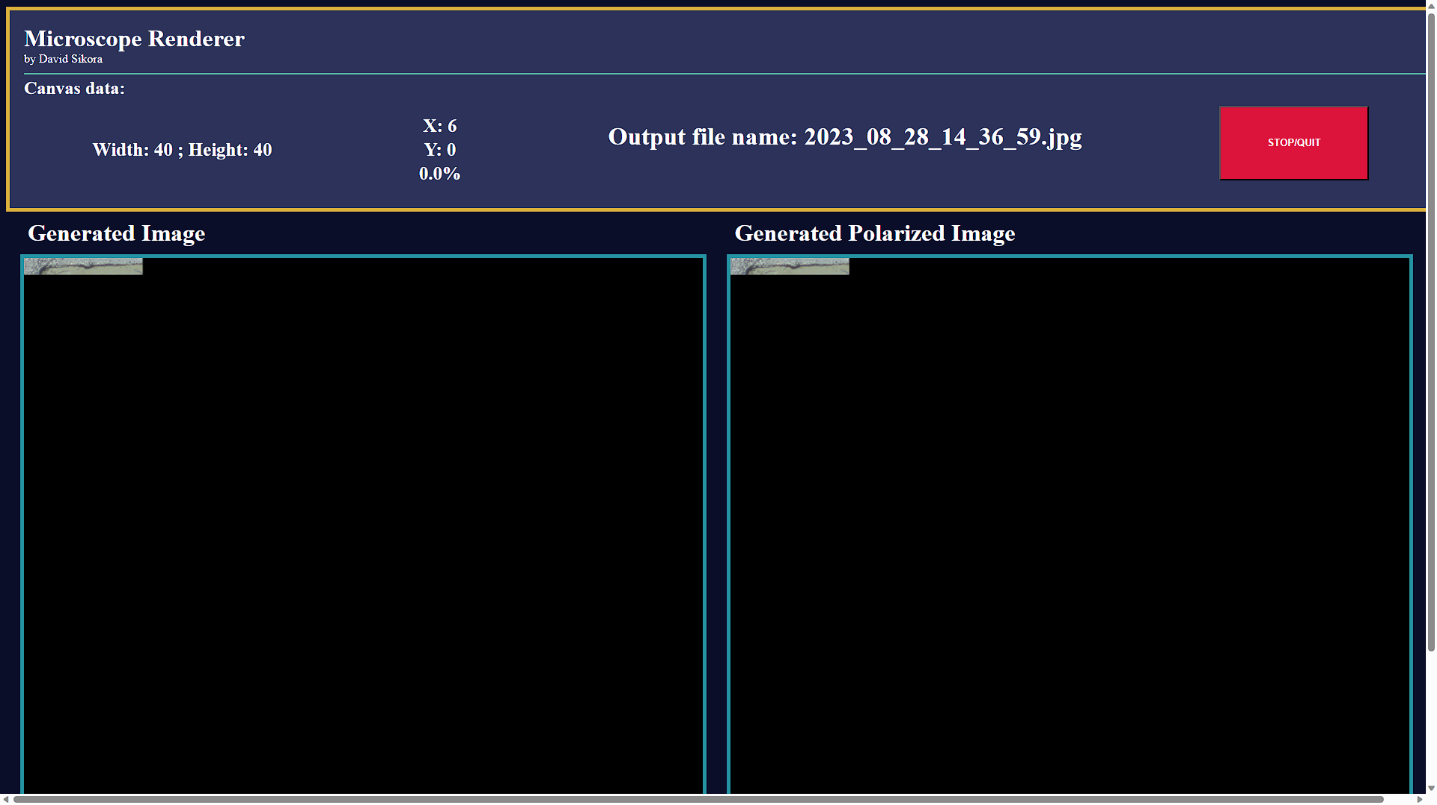 Microscope Renderer
by David Sikora
Canvas data:
Width: 40 ; Height: 40
X: 6
Y: 0
0.0%
Output file name: 2023_08_28_14_36_59.jpg
STOP/QUIT
Generated Image
Generated Polarized Image